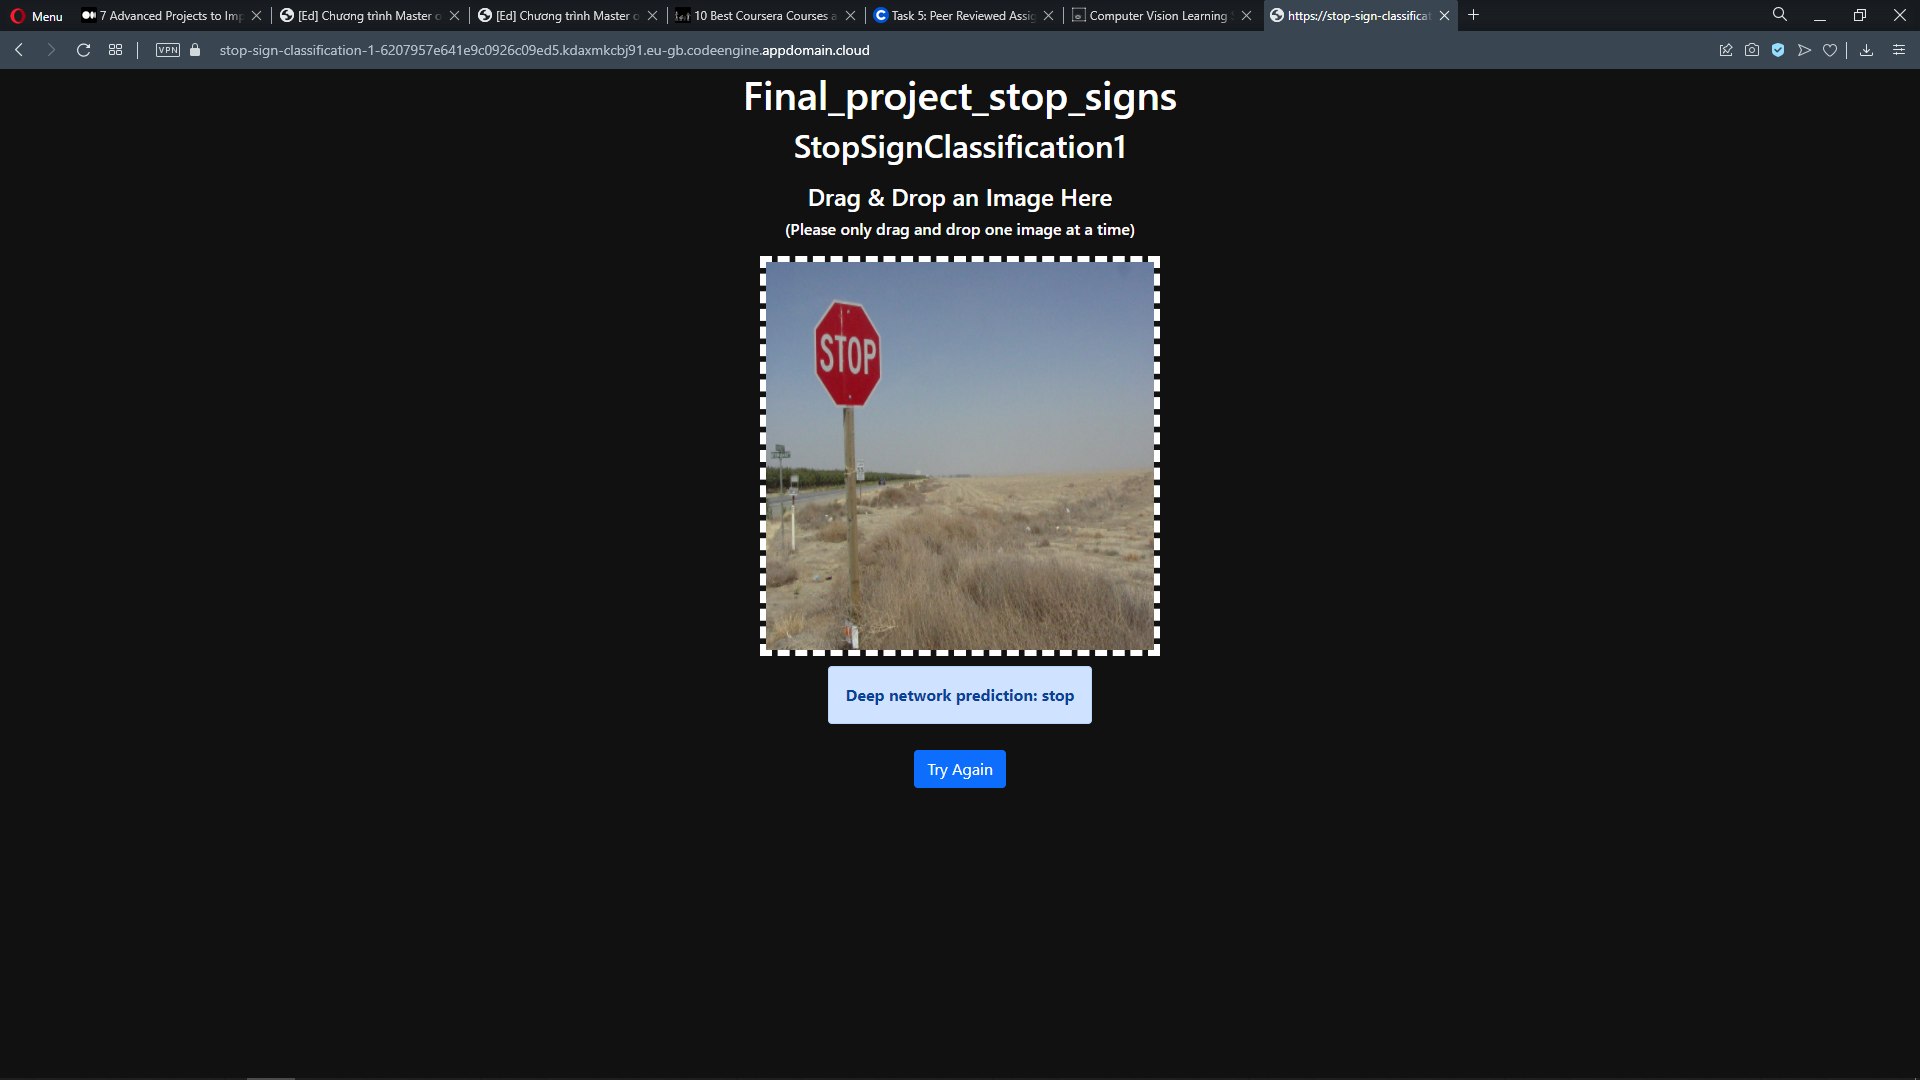 Menu
7 Advanced Projects to Imp
[Ed] Chương trình Master o
[Ed] Chương trình Master o
10 Best Coursera Courses a
Task 5: Peer Reviewed Assig
Computer Vision Learning S
https://stop-sign-classificat
VPN
stop-sign-classification-1-6207957e641e9c0926c09ed5.kdaxmkcbj91.eu-gb.codeengine.appdomain.cloud
Final_project_stop_signs
StopSignClassification1
Drag & Drop an Image Here
(Please only drag and drop one image at a time)
STOP
Deep network prediction: stop
Try Again